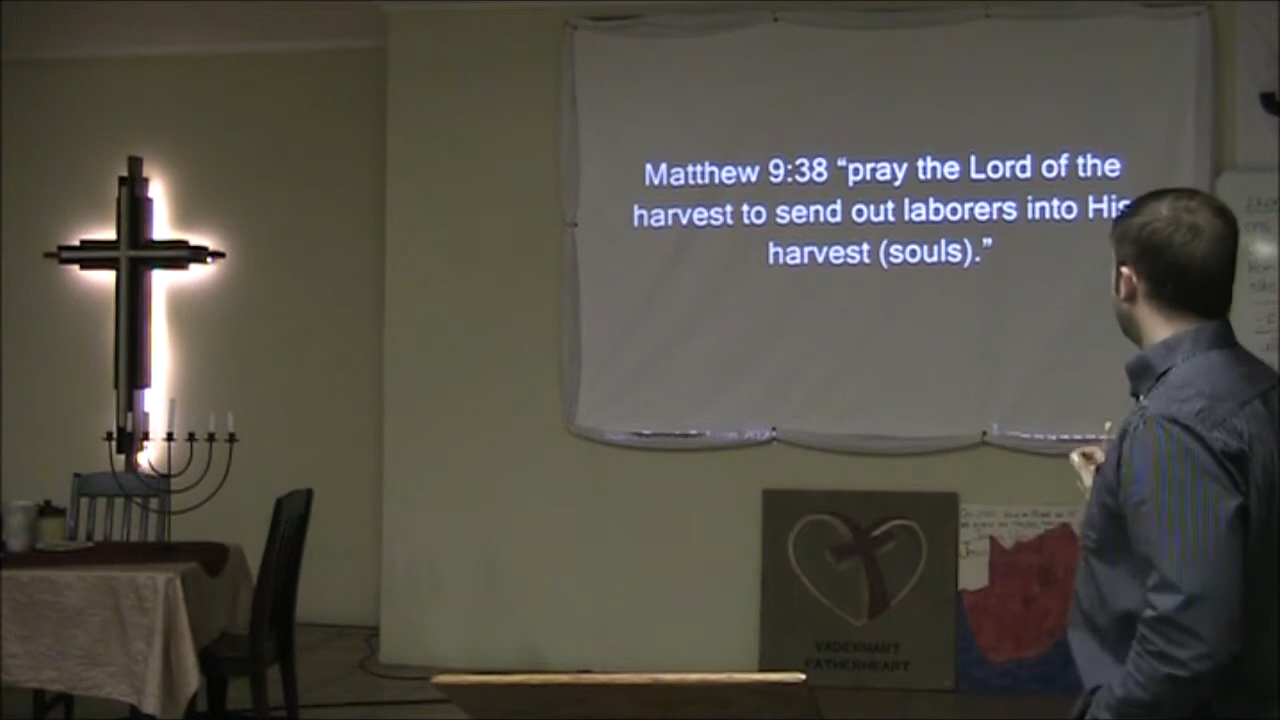 Matthew 9:38 “pray the Lord of the
harvest to send out laborers into His
harvest (souls).”
VADERHART
FATHERHEART